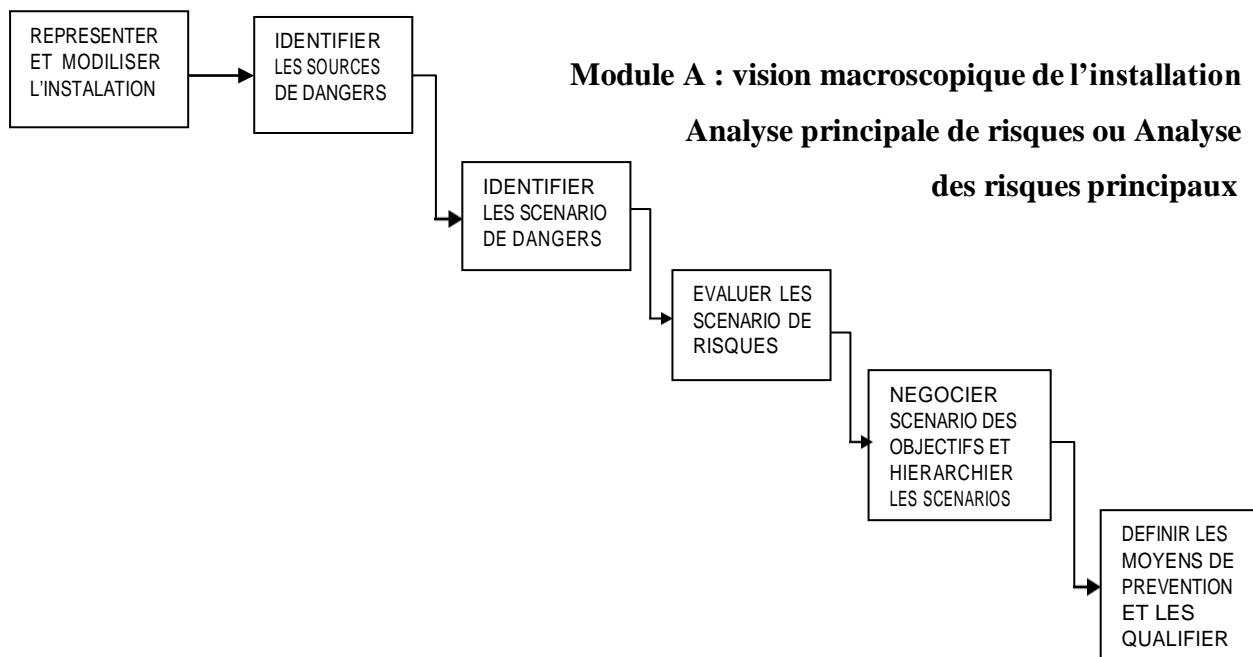 REPRESENTER
ET MODILISER
L’INSTALATION
IDENTIFIER
LES SOURCES
DE DANGERS
Module A : vision macroscopique de l’installation
Analyse principale de risques ou Analyse
des risques principaux
IDENTIFIER
LES SCENARIO
DE DANGERS
EVALUER LES
SCENARIO DE
RISQUES
NEGOCIER
SCENARIO DES
OBJECTIFS ET
HIERARCHIER
LES SCENARIOS
DEFINIR LES
MOYENS DE
PREVENTION
ET LES
QUALIFIER